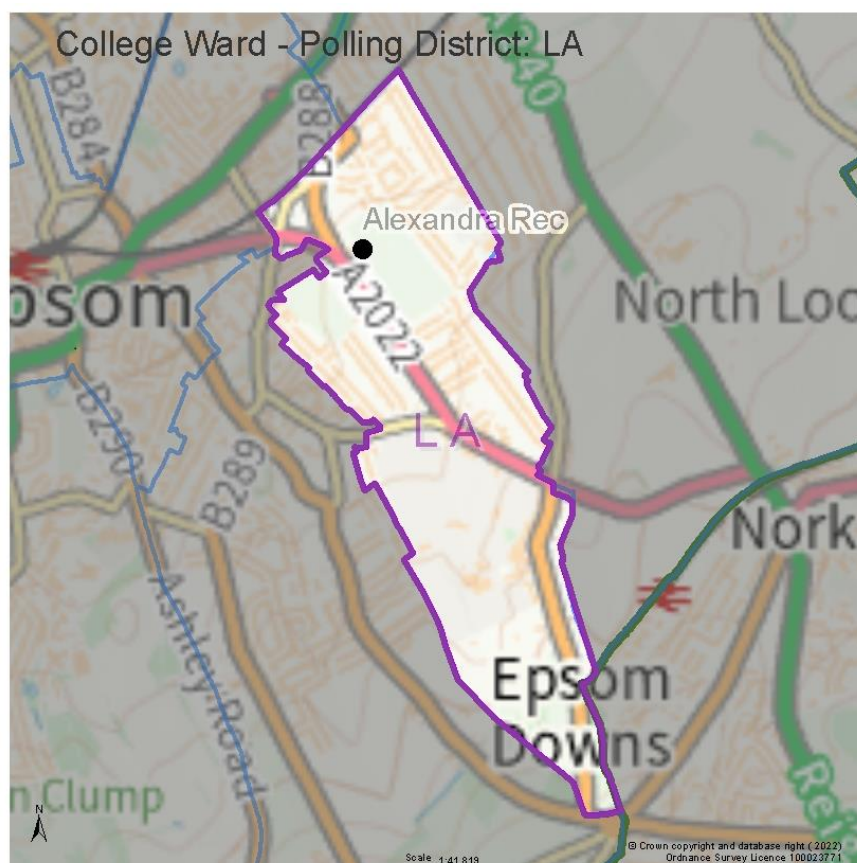 College Ward - Polling District: LA
B284
B288
Alexandra Rec
A2022
North Loo
psom
B290
L A
B289
Nork
Ashley Road
Epsom
Downs
n Clump
Rei
N
Scale 1:41,819
© Crown copyright and database right ( 2022)
Ordnance Survey Licence 100023771